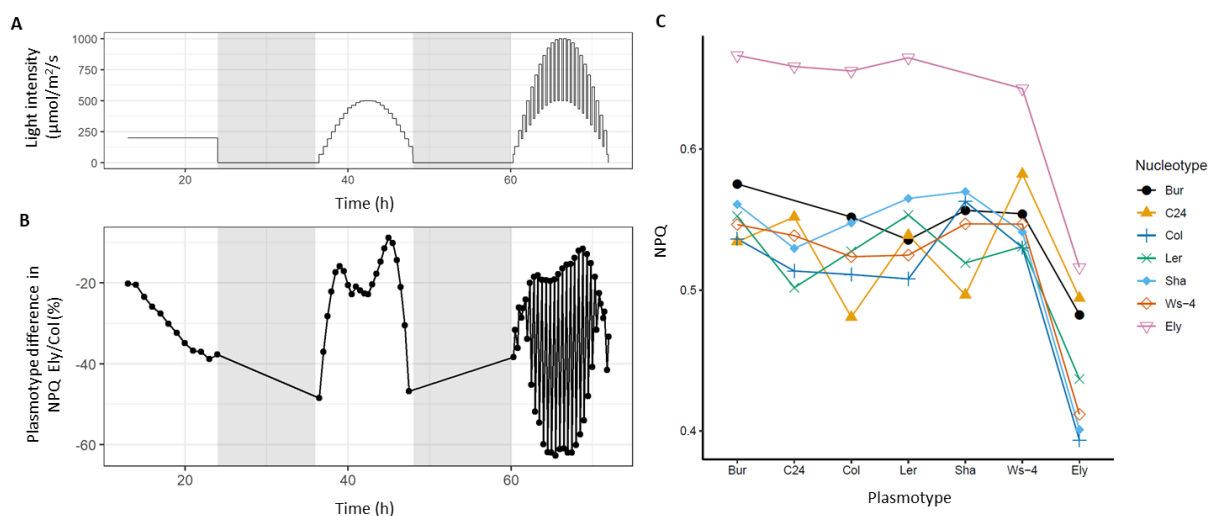 A
Light intensity
(µmol/m²/s)
1000
750
500
250
0
20
40
60
Time (h)
B
Plasmotype difference in
NPQ Ely/Col (%)
-20
-40
-60
20
40
60
Time (h)
C
NPQ
0.6
0.5
0.4
Bur
C24
Col
Ler
Sha
Ws-4
Ely
Plasmotype
Nucleotype
Bur
C24
Col
Ler
Sha
Ws-4
Ely